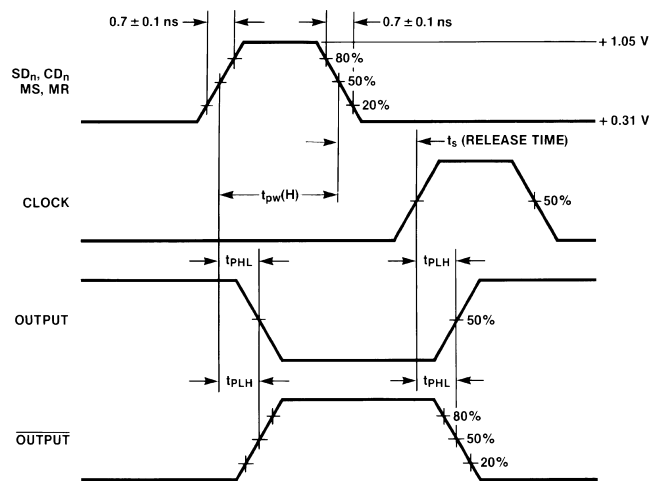 0.7 ± 0.1 ns
0.7 ± 0.1 ns
+ 1.05 V
80%
SDn, CDn
MS, MR
50%
20%
+ 0.31 V
ts (RELEASE TIME)
tpw(H)
CLOCK
50%
tPHL
tPLH
OUTPUT
50%
tPLH
tPHL
80%
OUTPUT
50%
20%